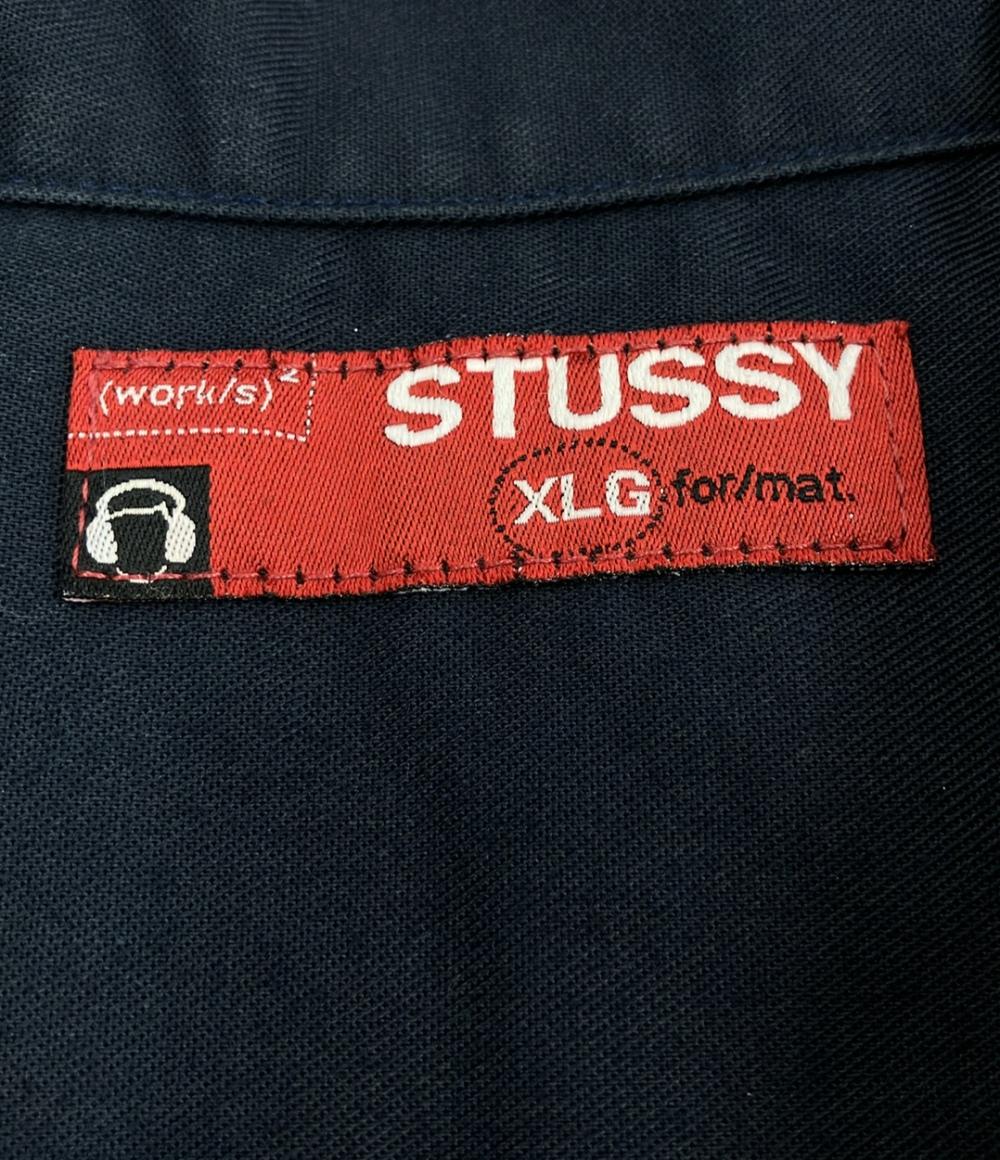 (work/s)²
STUSSY
XLG for/mat.